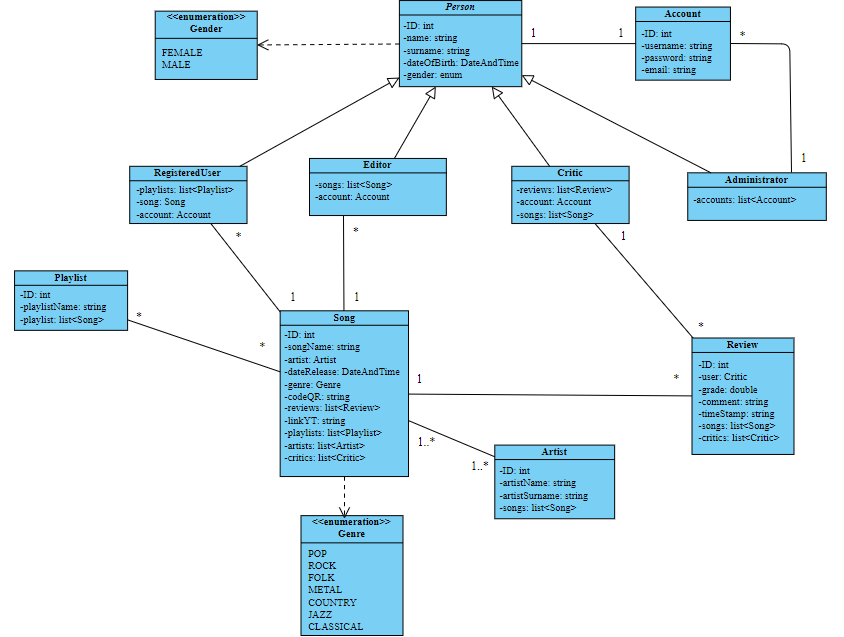 <<enumeration>>
Gender
FEMALE
MALE
Person
-ID: int
-name: string
-surname: string
-dateOfBirth: DateAndTime
-gender: enum
1
1
Account
-ID: int
-username: string
-password: string
-email: string
*
1
RegisteredUser
-playlists: list<Playlist>
-song: Song
-account: Account
*
1
Editor
-songs: list<Song>
-account: Account
*
1
Critic
-reviews: list<Review>
-account: Account
-songs: list<Song>
1
*
Administrator
-accounts: list<Account>
Playlist
-ID: int
-playlistName: string
-playlist: list<Song>
*
*
Song
-ID: int
-songName: string
-artist: Artist
-dateRelease: DateAndTime
-genre: Genre
-codeQR: string
-reviews: list<Review>
-linkYT: string
-playlists: list<Playlist>
-artists: list<Artist>
-critics: list<Critic>
1
*
1..*
1..*
Review
-ID: int
-user: Critic
-grade: double
-comment: string
-timeStamp: string
-songs: list<Song>
-critics: list<Critic>
Artist
-ID: int
-artistName: string
-artistSurname: string
-songs: list<Song>
<<enumeration>>
Genre
POP
ROCK
FOLK
METAL
COUNTRY
JAZZ
CLASSICAL